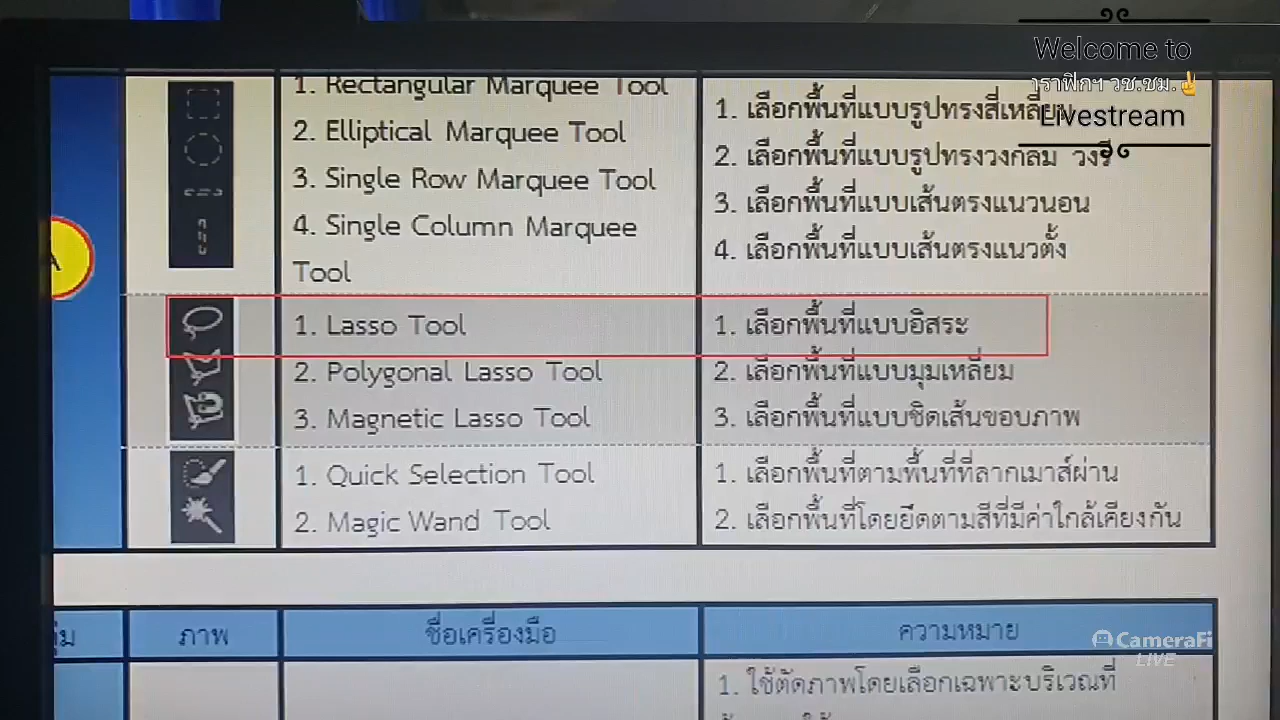 Welcome to
าราฟิกฯ วช.ชม.✌
Livestream
1. Rectangular Marquee Tool
2. Elliptical Marquee Tool
3. Single Row Marquee Tool
4. Single Column Marquee
Tool
1. เลือกพื้นที่แบบรูปทรงสี่เหลี่ยม
2. เลือกพื้นที่แบบรูปทรงวงกลม วงรี
3. เลือกพื้นที่แบบเส้นตรงแนวนอน
4. เลือกพื้นที่แบบเส้นตรงแนวตั้ง
A
1. Lasso Tool
2. Polygonal Lasso Tool
3. Magnetic Lasso Tool
1. เลือกพื้นที่แบบอิสระ
2. เลือกพื้นที่แบบมุมเหลี่ยม
3. เลือกพื้นที่แบบชิดเส้นขอบภาพ
1. Quick Selection Tool
2. Magic Wand Tool
1. เลือกพื้นที่ตามพื้นที่ที่ลากเมาส์ผ่าน
2. เลือกพื้นที่โดยยึดตามสีที่มีค่าใกล้เคียงกัน
ภาพ
ชื่อเครื่องมือ
ความหมาย
CameraFi
LIVE
1. ใช้ตัดภาพโดยเลือกเฉพาะบริเวณที่